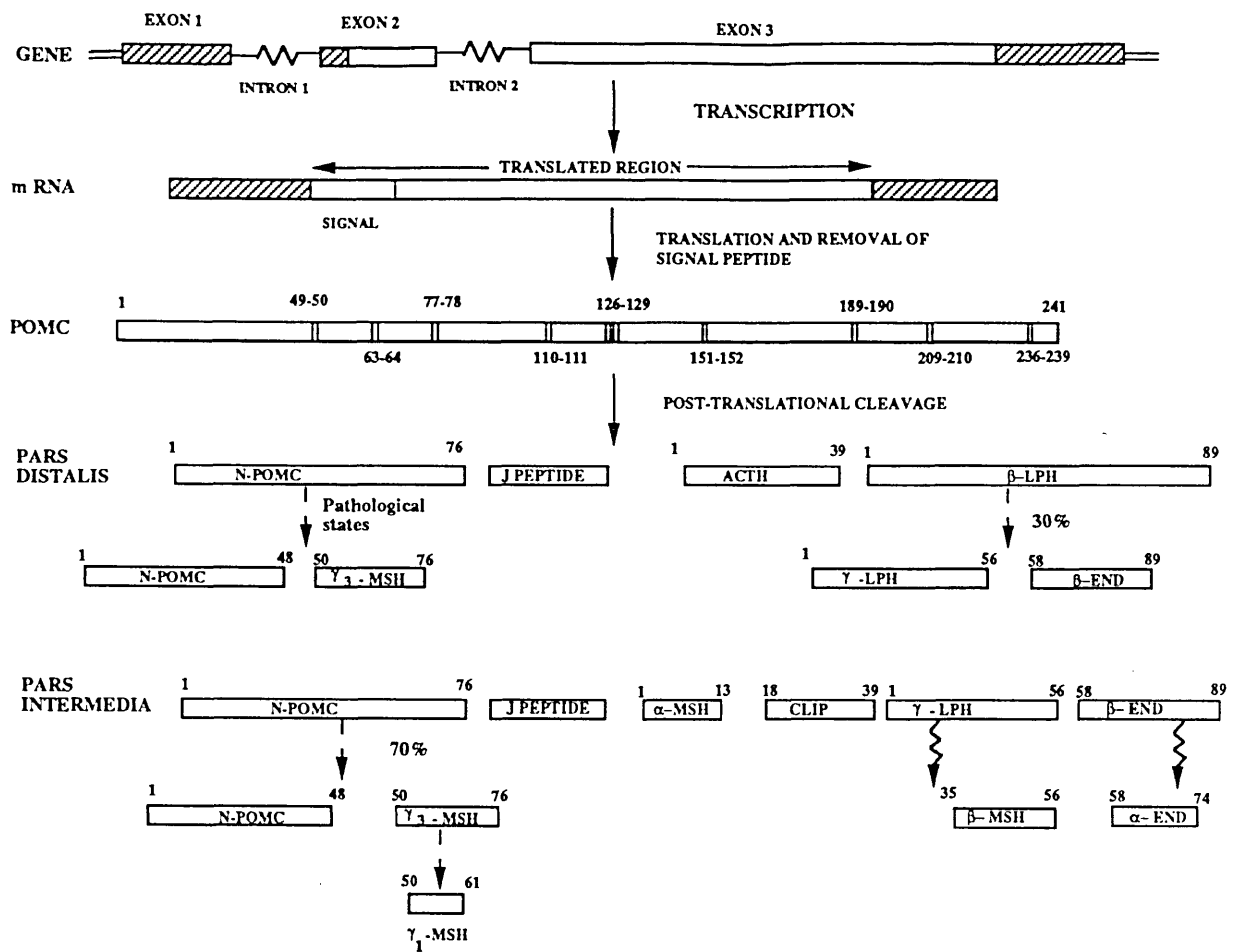 EXON 1 EXON 2 EXON 3
GENE
INTRON 1 INTRON 2
TRANSCRIPTION
TRANSLATED REGION
m RNA
SIGNAL
TRANSLATION AND REMOVAL OF
SIGNAL PEPTIDE
1 49-50 77-78 126-129 189-190 241
POMC
63-64 110-111 151-152 209-210 236-239
POST-TRANSLATIONAL CLEAVAGE
PARS
DISTALIS
1 76 1 39 1 89
N-POMC J PEPTIDE ACTH β-LPH
Pathological
states
30%
1 48 50 76 1 56 58 89
N-POMC γ3-MSH γ-LPH β-END
PARS
INTERMEDIA
1 76 1 13 18 39 1 56 58 89
N-POMC J PEPTIDE α-MSH CLIP γ-LPH β-END
70%
1 48 50 76 35 56 58 74
N-POMC γ3-MSH β-MSH α-END
50 61
γ1-MSH